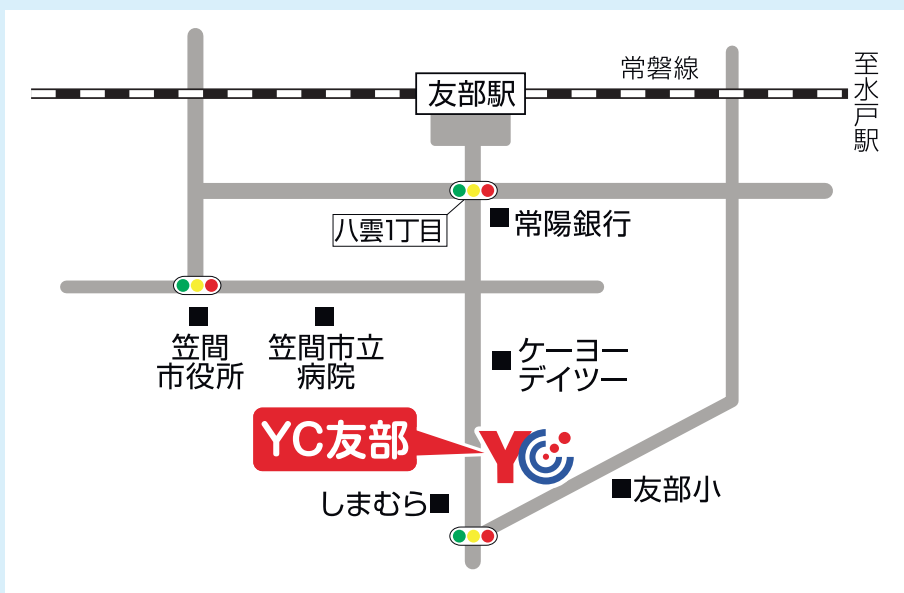 常磐線
友部駅
至水戸駅
八雲1丁目
常陽銀行
笠間
市役所
笠間市立
病院
ケーヨー
デイツー
YC友部
YC
しまむら
友部小